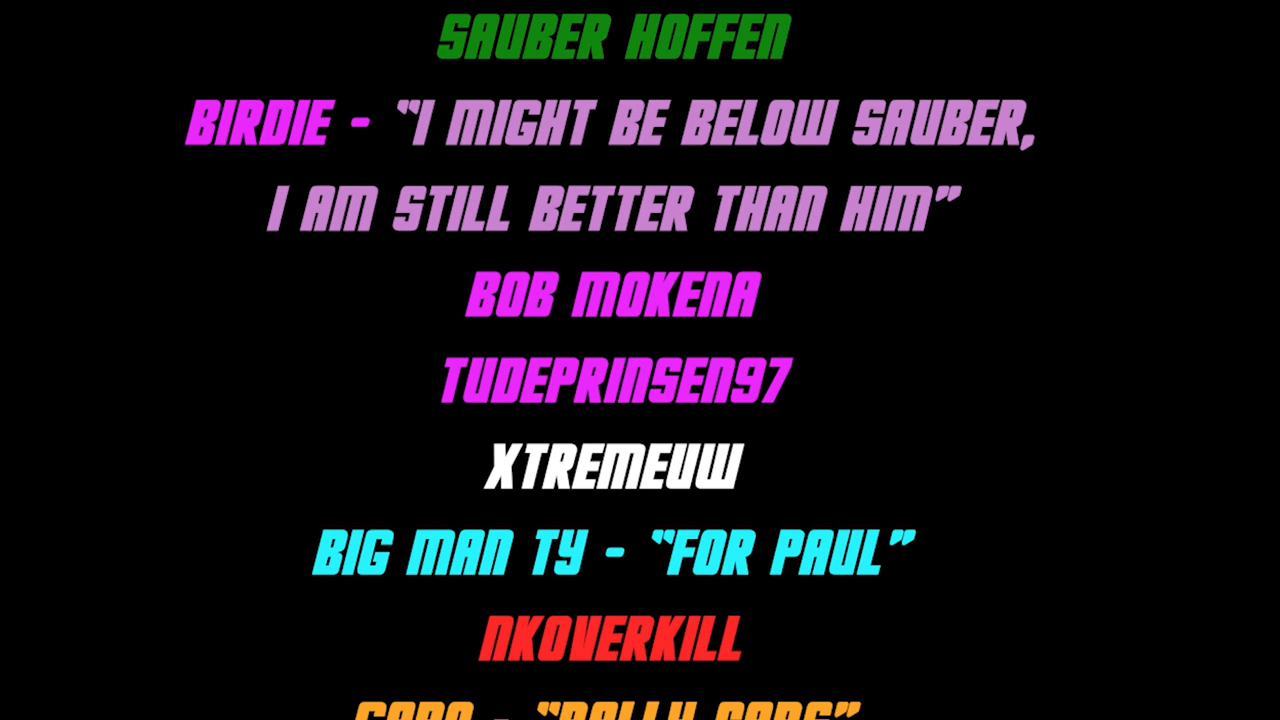 SAUBER HOFFEN
BIRDIE - "I MIGHT BE BELOW SAUBER,
I AM STILL BETTER THAN HIM"
BOB MOKENA
TUDEPRINSEN97
XTREMEUW
BIG MAN TY - "FOR PAUL"
NKOVERKILL